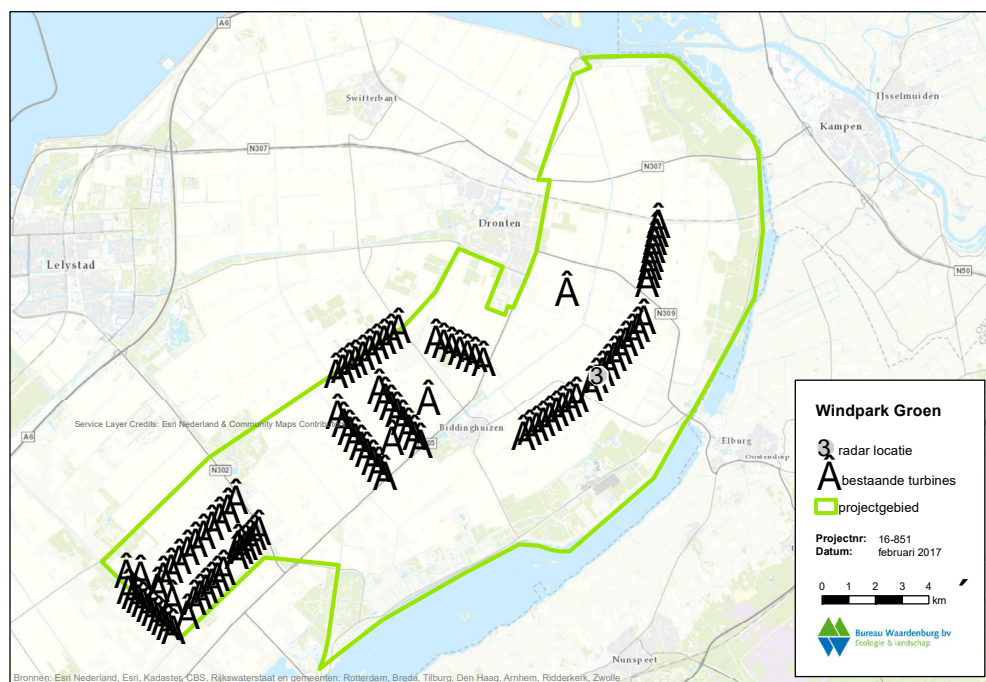 A6
Swifterbant
IJsselmuiden
Kampen
N307
N307
Dronten
Lelystad
N50
N309
Service Layer Credits: Esri Nederland & Community Maps Contribut
Biddinghuizen
A6
N302
Elburg
Oostendorp
Nunspeet
Windpark Groen
3
3 radar locatie
Â bestaande turbines
projectgebied
Projectnr: 16-851
Datum: februari 2017
0 1 2 3 4
km
Bureau Waardenburg bv
Ecologie & landschap
Bronnen: Esri Nederland, Esri, Kadaster, CBS, Rijkswaterstaat en gemeenten: Rotterdam, Breda, Tilburg, Den Haag, Arnhem, Ridderkerk, Zwolle